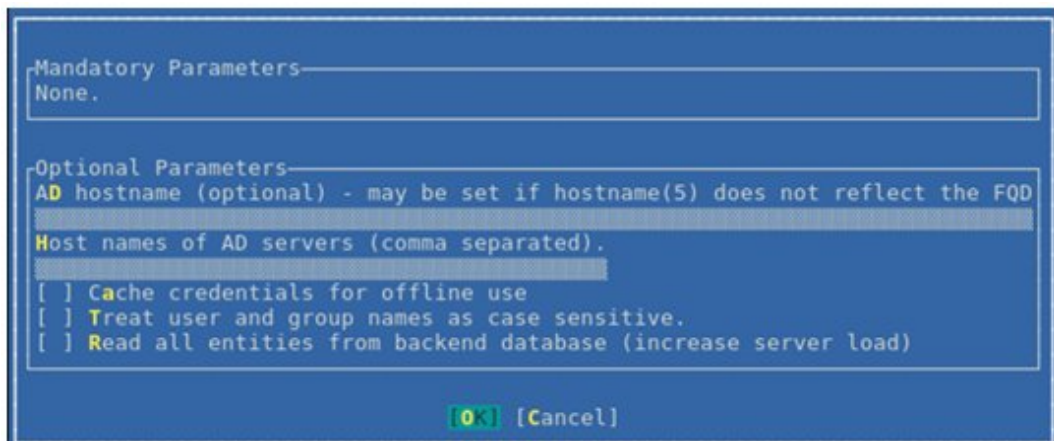 Mandatory Parameters
None.
Optional Parameters
AD hostname (optional) - may be set if hostname(5) does not reflect the FQD
Host names of AD servers (comma separated).
[ ] Cache credentials for offline use
[ ] Treat user and group names as case sensitive.
[ ] Read all entities from backend database (increase server load)
[OK] [Cancel]